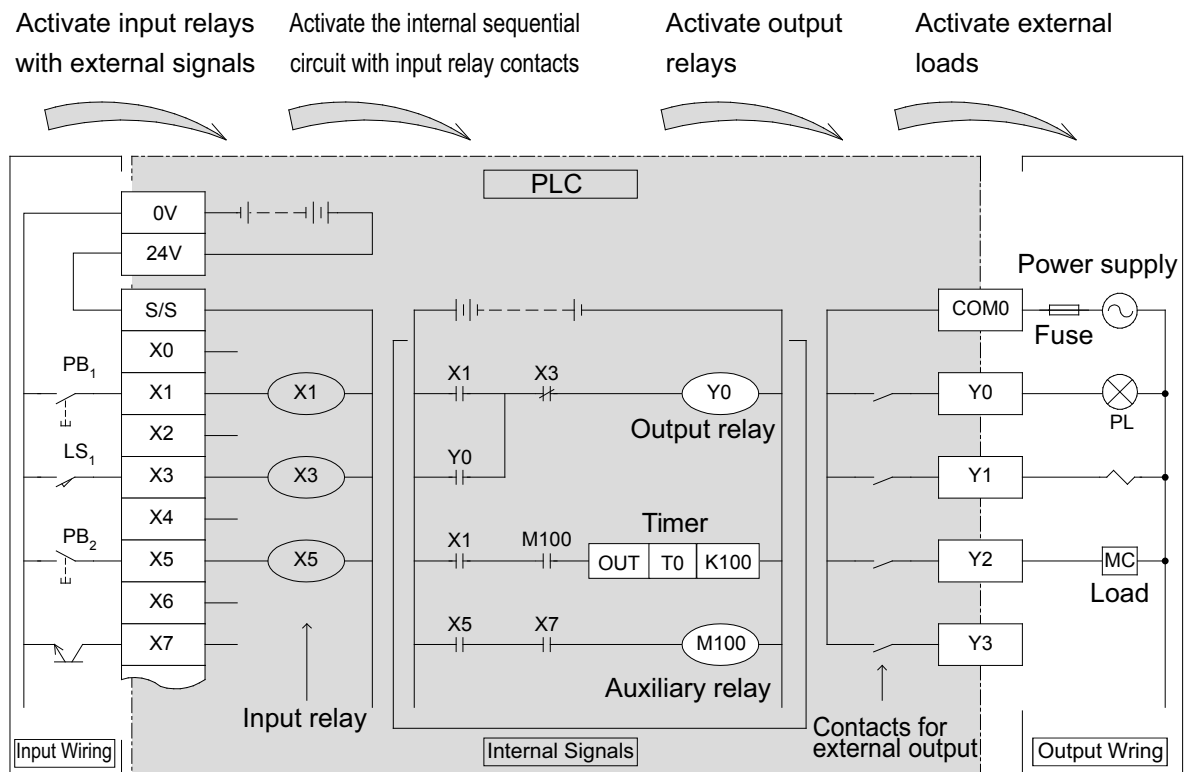 Activate input relays
with external signals
Activate the internal sequential
circuit with input relay contacts
Activate output
relays
Activate external
loads
PLC
0V
24V
Power supply
S/S
COM0
Fuse
X0
PB1
X1
X1
X1
X3
Y0
Y0
PL
Output relay
X2
LS1
X3
X3
Y0
Y1
X4
Timer
PB2
X5
X5
X1
M100
OUT
T0
K100
Y2
MC
Load
X6
X7
X5
X7
M100
Y3
Auxiliary relay
Input relay
Contacts for
external output
Input Wiring
Internal Signals
Output Wring